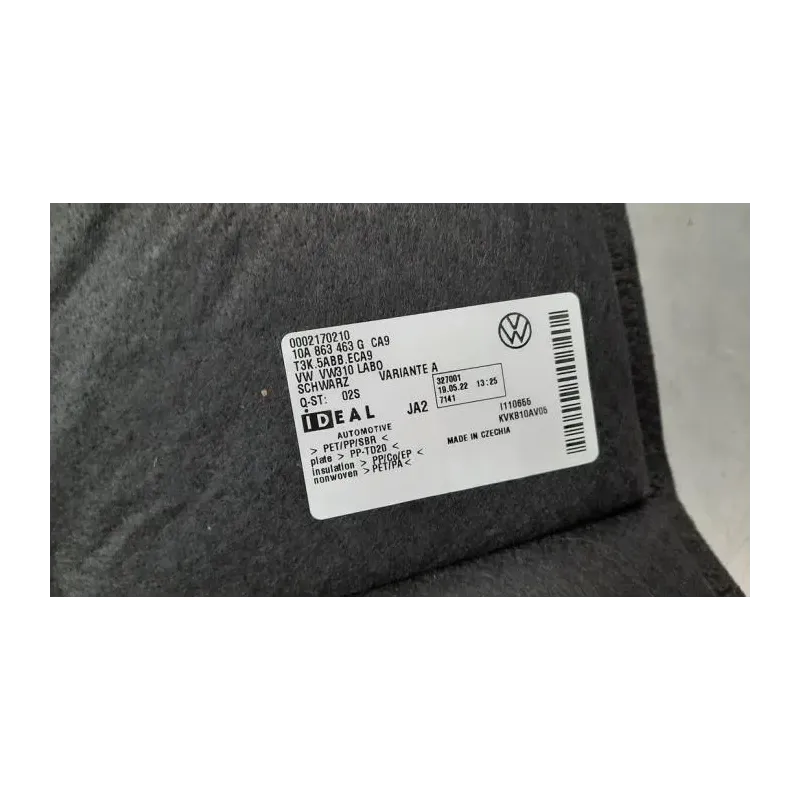 0002170210
10A 863 463 G CA9
T3K.5ABB.ECA9
VW VW310 LABO
SCHWARZ VARIANTE A
Q-ST: 02S
iDEAL
AUTOMOTIVE
JA2
327001
19.05.22 13:25
7141
I110655
KVK810AV05
> PET/PP/SBR <
plate > PP-TD20 <
insulation > PP/Co/EP <
nonwoven > PET/PA <
MADE IN CZECHIA
VW